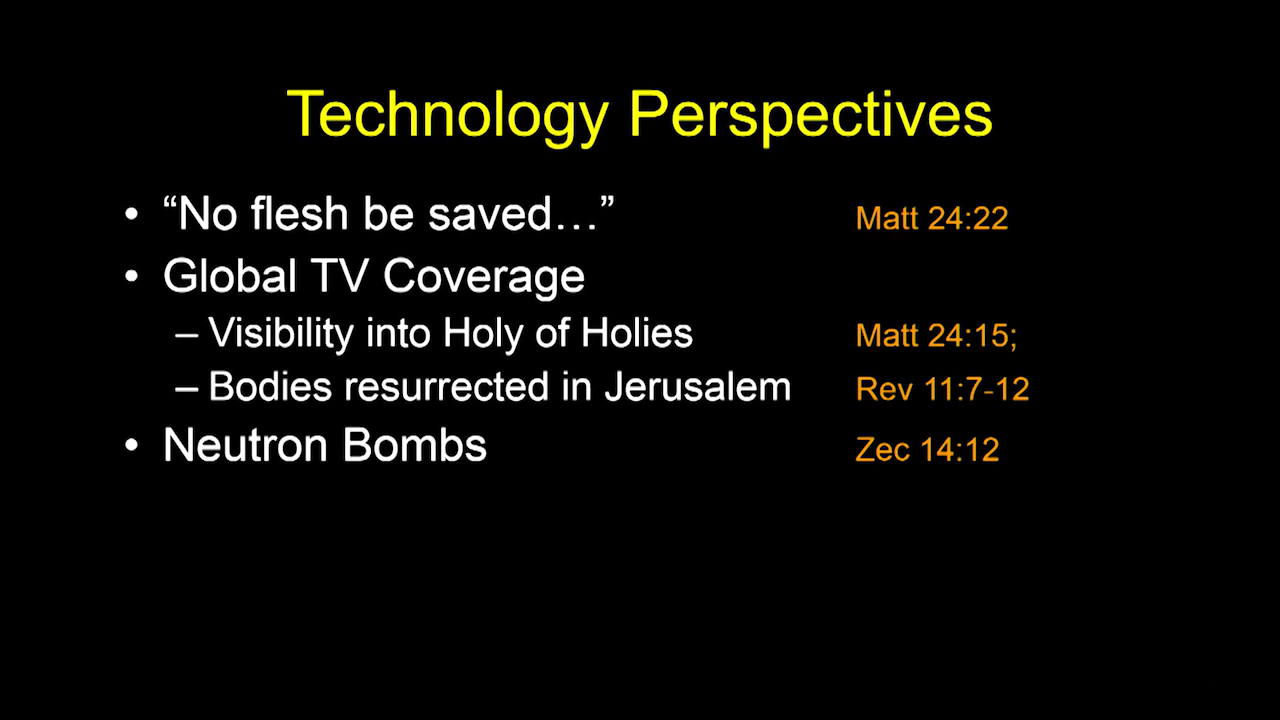 Technology Perspectives
• “No flesh be saved…” Matt 24:22
• Global TV Coverage
– Visibility into Holy of Holies Matt 24:15;
– Bodies resurrected in Jerusalem Rev 11:7-12
• Neutron Bombs Zec 14:12